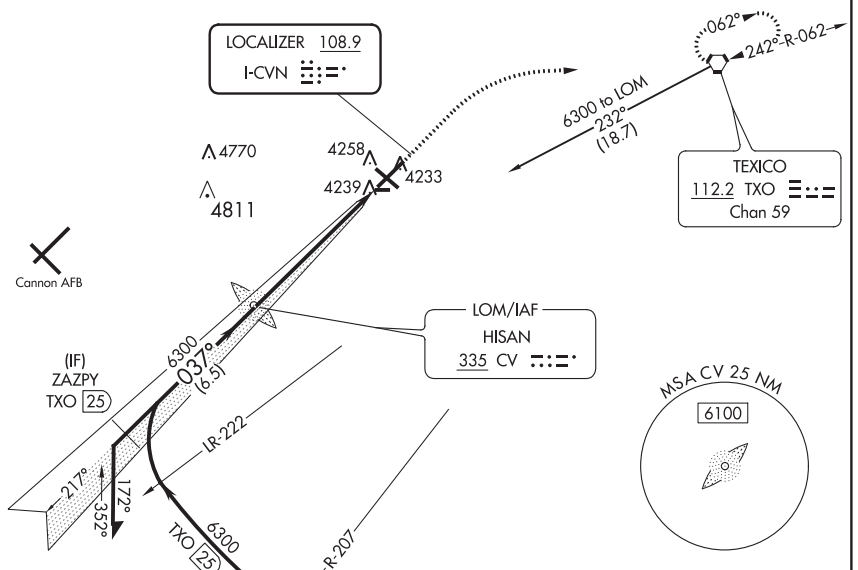 062°
242°-R-062
LOCALIZER 108.9
I-CVN
6300 to LOM
232°
(18.7)
4770
4258
4233
4239
4811
TEXICO
112.2 TXO
Chan 59
Cannon AFB
LOM/IAF
HISAN
335 CV
(IF)
ZAZPY
TXO 25
6300
037°
(6.5)
MSA CV 25 NM
6100
LR-222
217°
352°
172°
6300
TXO 25
R-207